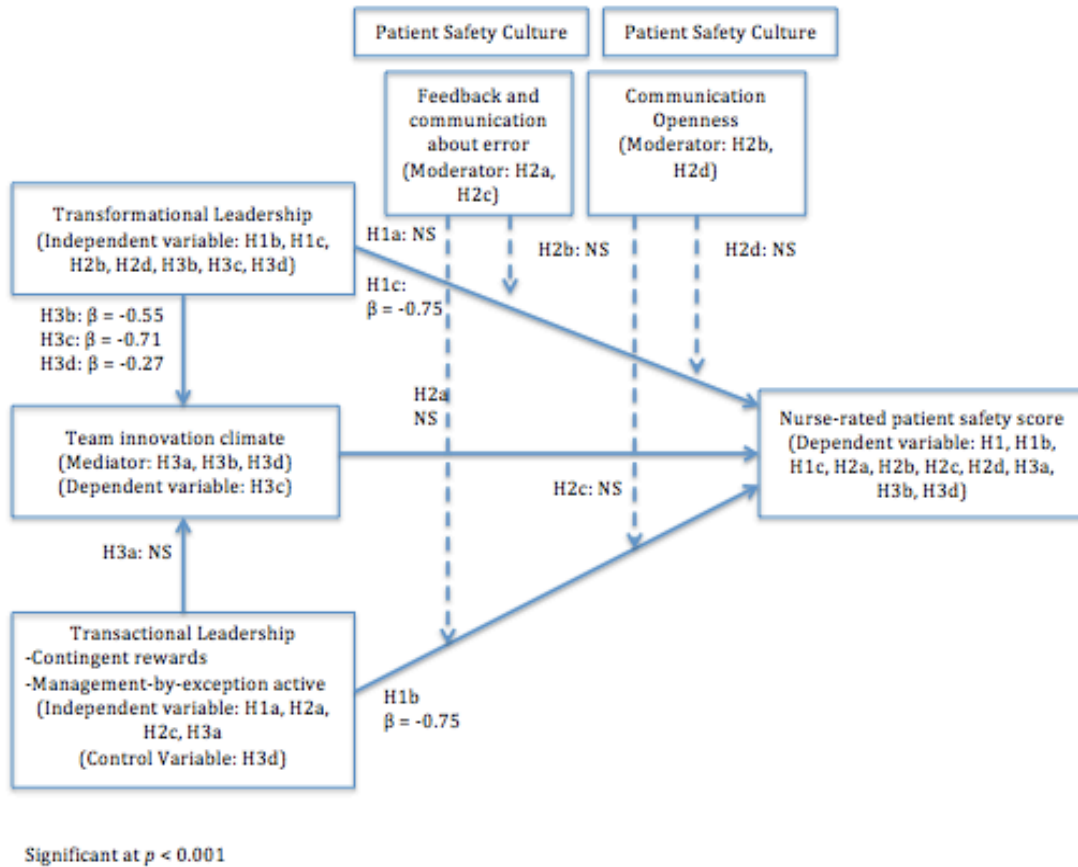 Patient Safety Culture
Patient Safety Culture
Feedback and
communication
about error
(Moderator: H2a,
H2c)
Communication
Openness
(Moderator: H2b,
H2d)
Transformational Leadership
(Independent variable: H1b, H1c,
H2b, H2d, H3b, H3c, H3d)
H1a: NS
H2b: NS
H2d: NS
H1c:
β = -0.75
H3b: β = -0.55
H3c: β = -0.71
H3d: β = -0.27
H2a
NS
Team innovation climate
(Mediator: H3a, H3b, H3d)
(Dependent variable: H3c)
Nurse-rated patient safety score
(Dependent variable: H1, H1b,
H1c, H2a, H2b, H2c, H2d, H3a,
H3b, H3d)
H2c: NS
H3a: NS
Transactional Leadership
-Contingent rewards
-Management-by-exception active
(Independent variable: H1a, H2a,
H2c, H3a
(Control Variable: H3d)
H1b
β = -0.75
Significant at p < 0.001